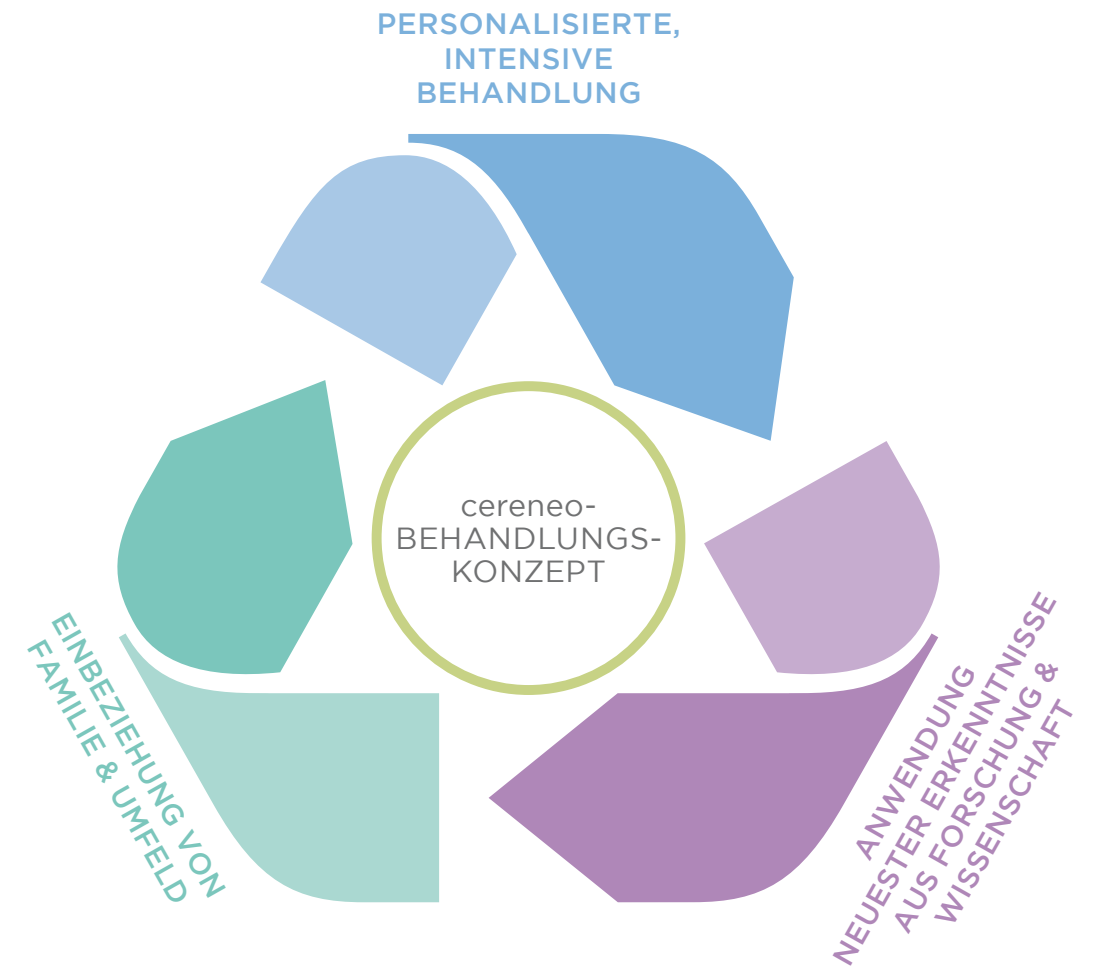 PERSONALISIERTE,
INTENSIVE
BEHANDLUNG
cereneo-
BEHANDLUNGS-
KONZEPT
EINBEZIEHUNG VON
FAMILIE & UMFELD
ANWENDUNG
NEUESTER ERKENNTNISSE
AUS FORSCHUNG &
WISSENSCHAFT